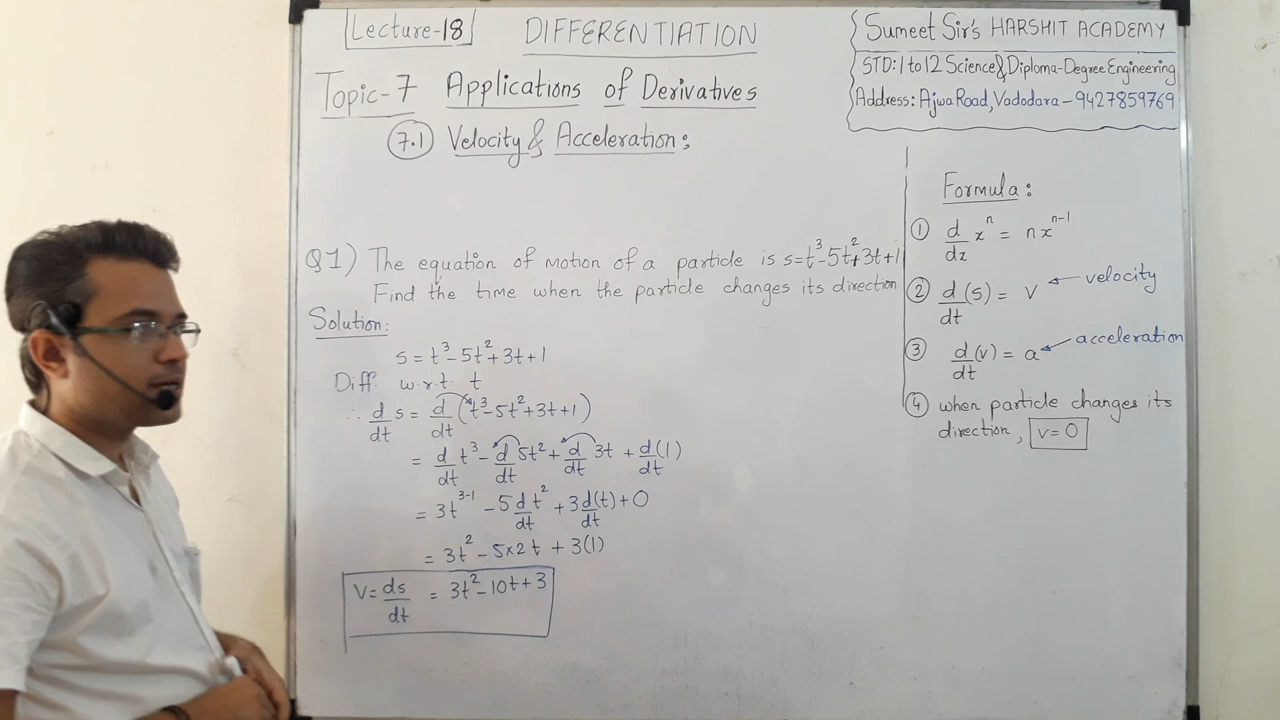 Lecture-18
DIFFERENTIATION
Sumeet Sir's HARSHIT ACADEMY
STD: 1 to 12 Science & Diploma-Degree Engineering
Address: Ajwa Road, Vadodara - 9427859769
Topic-7 Applications of Derivatives
7.1) Velocity & Acceleration:
Q1) The equation of motion of a particle is s=t³-5t²+3t+1
Find the time when the particle changes its direction
Solution:
s = t³-5t²+3t+1
Diff. w.r.t. t
∴ d/dt s = d/dt (t³-5t²+3t+1)
= d/dt t³ - d/dt 5t² + d/dt 3t + d/dt (1)
= 3t³⁻¹ - 5 d/dt t² + 3 d/dt (t) + 0
= 3t² - 5×2t + 3(1)
v = ds/dt = 3t²-10t+3
Formula:
① d/dx xⁿ = nxⁿ⁻¹
② d/dt (s) = v ← velocity
③ d/dt (v) = a ← acceleration
④ when particle changes its
direction, v=0